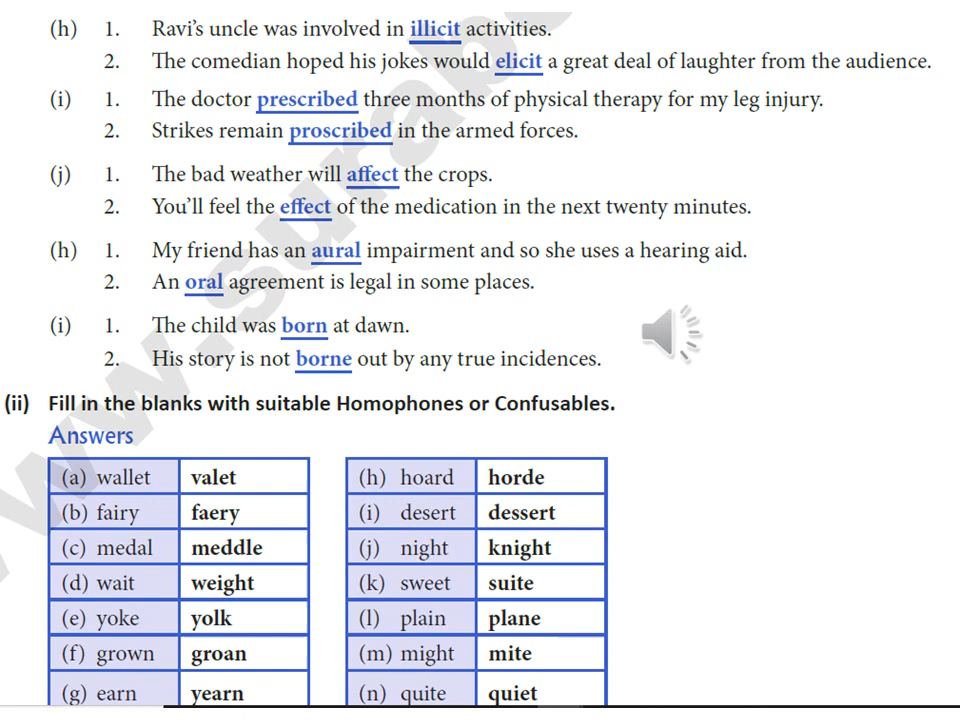 (h) 1. Ravi’s uncle was involved in illicit activities.
2. The comedian hoped his jokes would elicit a great deal of laughter from the audience.
(i) 1. The doctor prescribed three months of physical therapy for my leg injury.
2. Strikes remain proscribed in the armed forces.
(j) 1. The bad weather will affect the crops.
2. You’ll feel the effect of the medication in the next twenty minutes.
(h) 1. My friend has an aural impairment and so she uses a hearing aid.
2. An oral agreement is legal in some places.
(i) 1. The child was born at dawn.
2. His story is not borne out by any true incidences.
(ii) Fill in the blanks with suitable Homophones or Confusables.
Answers
(a) wallet valet
(b) fairy faery
(c) medal meddle
(d) wait weight
(e) yoke yolk
(f) grown groan
(g) earn yearn
(h) hoard horde
(i) desert dessert
(j) night knight
(k) sweet suite
(l) plain plane
(m) might mite
(n) quite quiet